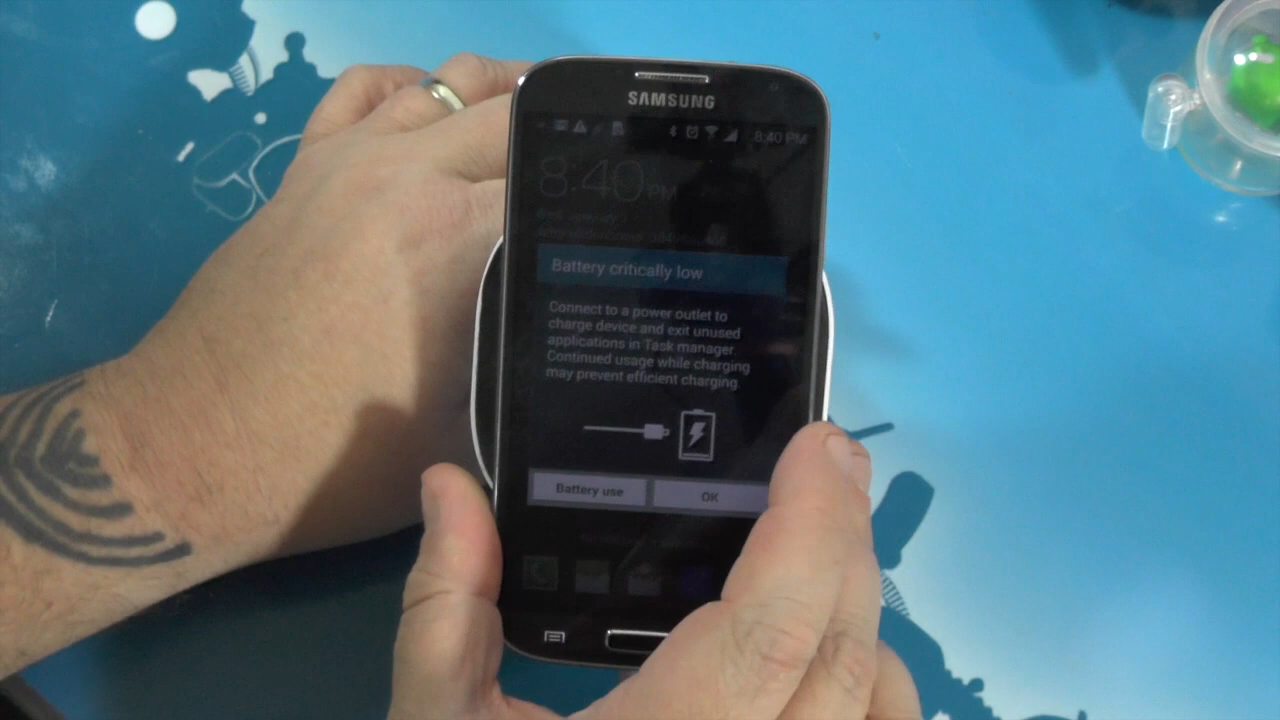 SAMSUNG
8:40 PM
8:40 PM
Battery critically low
Connect to a power outlet to
charge device and exit unused
applications in Task manager.
Continued usage while charging
may prevent efficient charging.
Battery use
OK